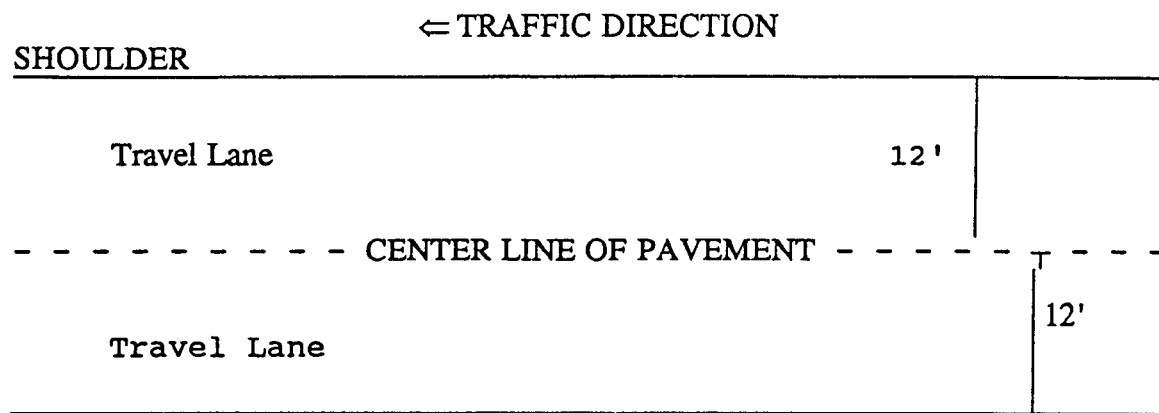 ⇐ TRAFFIC DIRECTION
SHOULDER
Travel Lane 12'
CENTER LINE OF PAVEMENT
12'
Travel Lane